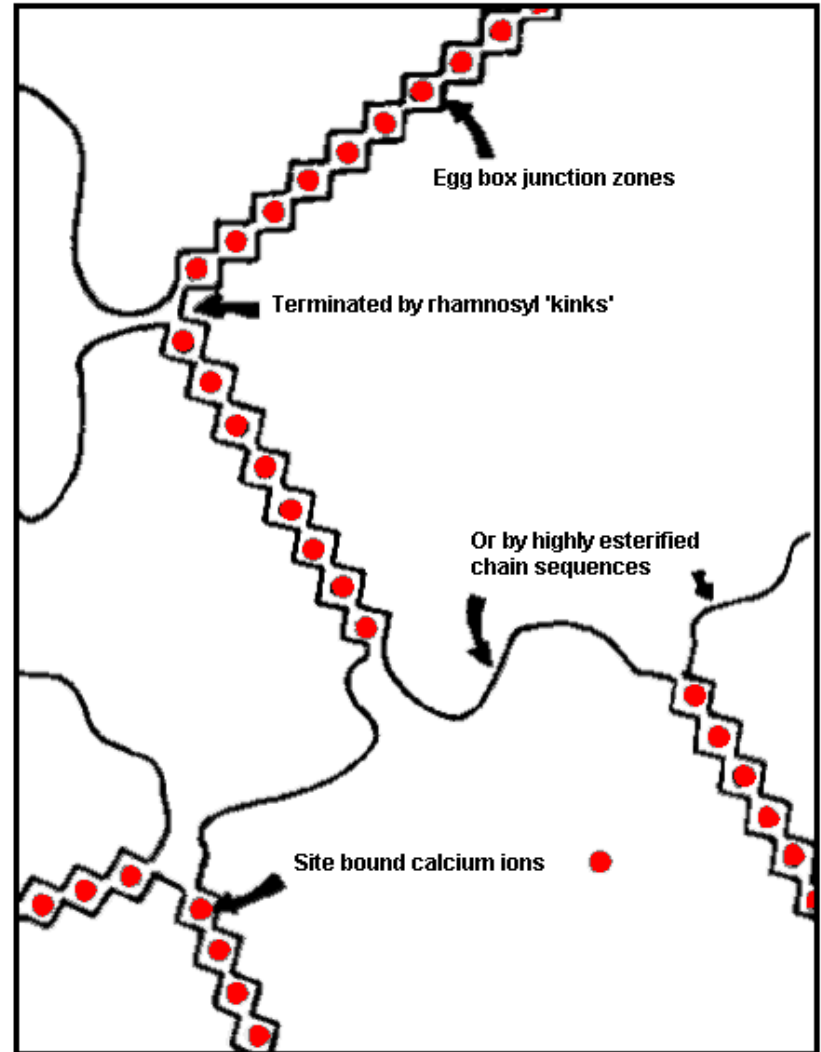 Egg box junction zones
Terminated by rhamnosyl 'kinks'
Or by highly esterified
chain sequences
Site bound calcium ions